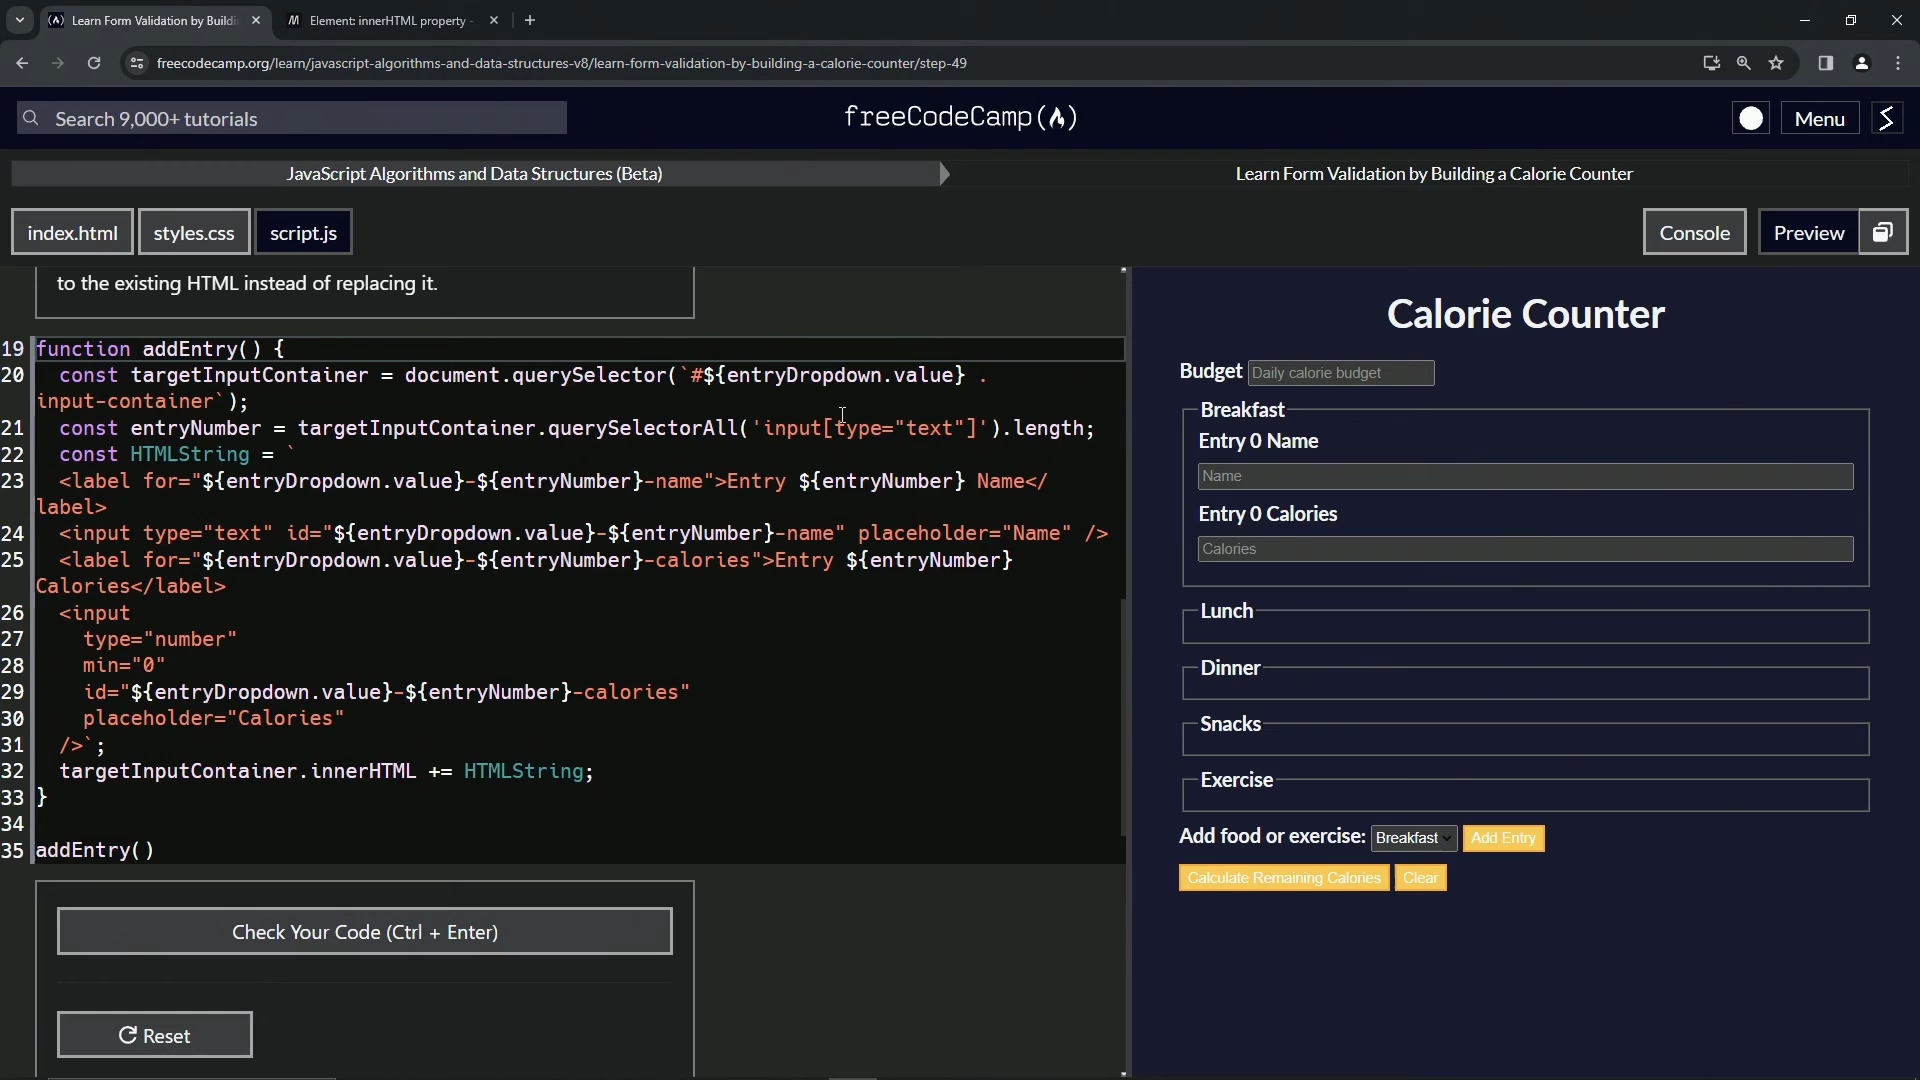 Learn Form Validation by Buildi
Element: innerHTML property -
freecodecamp.org/learn/javascript-algorithms-and-data-structures-v8/learn-form-validation-by-building-a-calorie-counter/step-49
Search 9,000+ tutorials
freeCodeCamp
Menu
JavaScript Algorithms and Data Structures (Beta)
Learn Form Validation by Building a Calorie Counter
index.html
styles.css
script.js
Console
Preview
to the existing HTML instead of replacing it.
19 function addEntry() {
20 const targetInputContainer = document.querySelector(`#${entryDropdown.value} .
input-container`);
21 const entryNumber = targetInputContainer.querySelectorAll('input[type="text"]').length;
22 const HTMLString = `
23 <label for="${entryDropdown.value}-${entryNumber}-name">Entry ${entryNumber} Name</
label>
24 <input type="text" id="${entryDropdown.value}-${entryNumber}-name" placeholder="Name" />
25 <label for="${entryDropdown.value}-${entryNumber}-calories">Entry ${entryNumber}
Calories</label>
26 <input
27 type="number"
28 min="0"
29 id="${entryDropdown.value}-${entryNumber}-calories"
30 placeholder="Calories"
31 />`;
32 targetInputContainer.innerHTML += HTMLString;
33 }
34
35 addEntry()
Check Your Code (Ctrl + Enter)
Reset
Calorie Counter
Budget Daily calorie budget
Breakfast
Entry 0 Name
Name
Entry 0 Calories
Calories
Lunch
Dinner
Snacks
Exercise
Add food or exercise: Breakfast Add Entry
Calculate Remaining Calories Clear